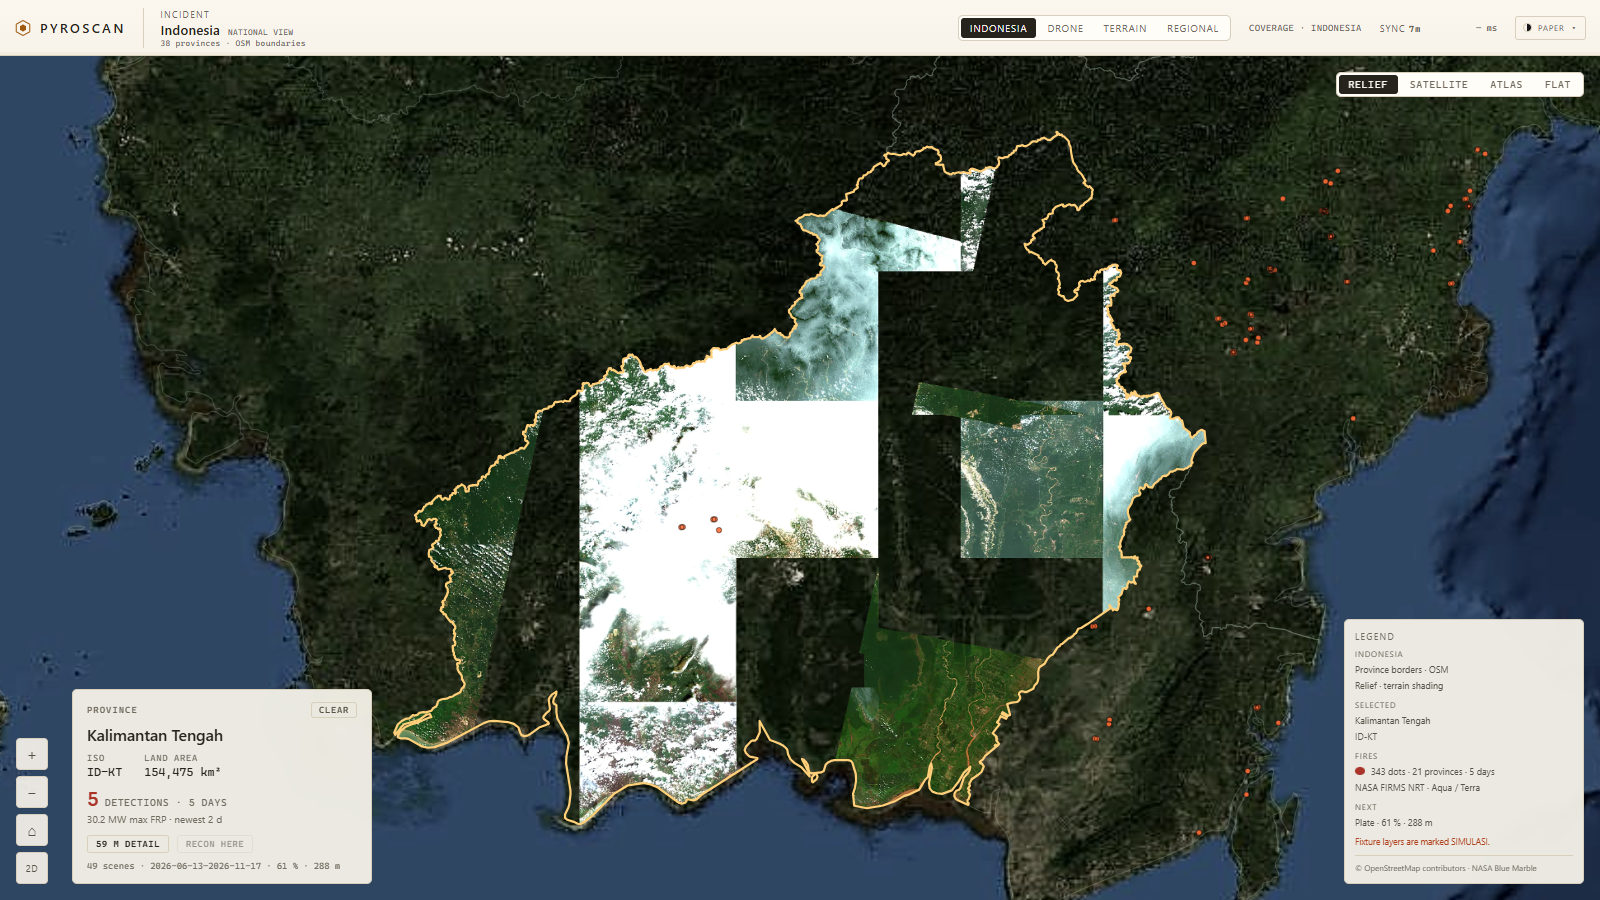 PYROSCAN
INCIDENT
Indonesia NATIONAL VIEW
38 provinces · OSM boundaries
INDONESIA DRONE TERRAIN REGIONAL
COVERAGE · INDONESIA
SYNC 7m
— ms
PAPER
RELIEF SATELLITE ATLAS FLAT
PROVINCE
CLEAR
Kalimantan Tengah
ISO LAND AREA
ID-KT 154,475 km²
5 DETECTIONS · 5 DAYS
30.2 MW max FRP · newest 2 d
59 M DETAIL RECON HERE
49 scenes · 2026-06-13–2026-11-17 · 61 % · 288 m
+
−
⌂
2D
LEGEND
INDONESIA
Province borders · OSM
Relief · terrain shading
SELECTED
Kalimantan Tengah
ID-KT
FIRES
343 dots · 21 provinces · 5 days
NASA FIRMS NRT · Aqua / Terra
NEXT
Plate · 61 % · 288 m
Fixture layers are marked SIMULASI.
© OpenStreetMap contributors · NASA Blue Marble